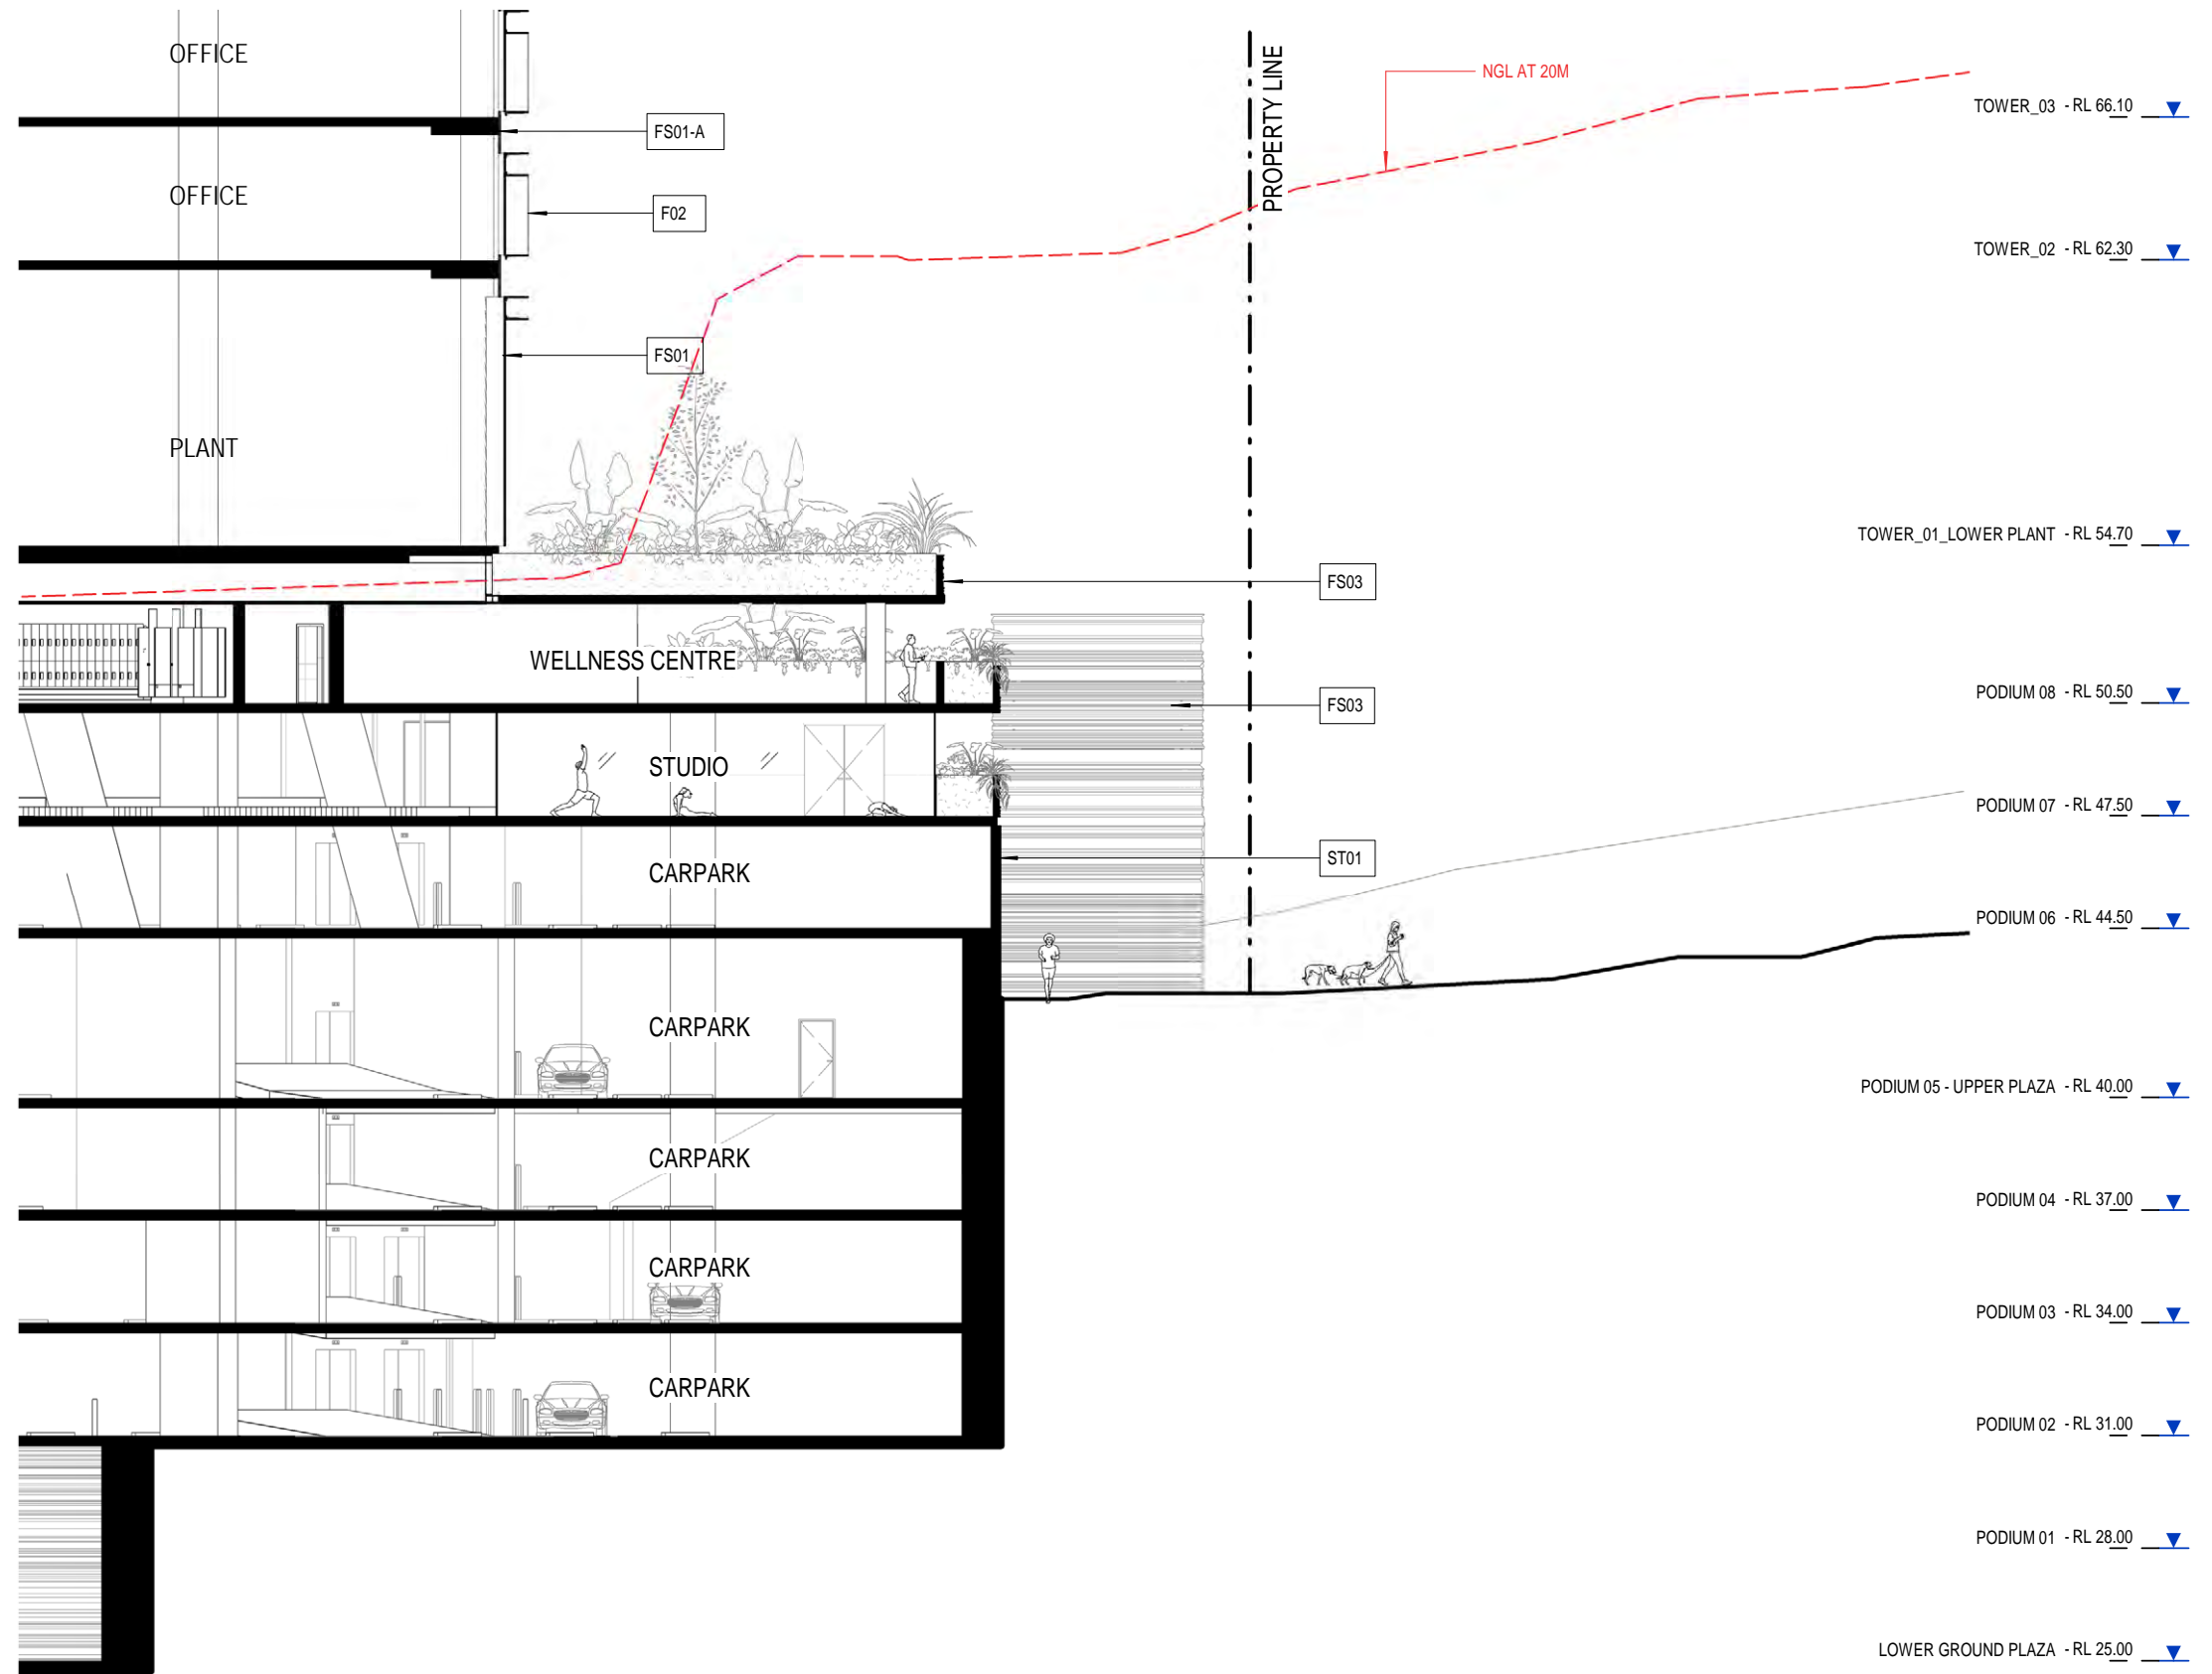 OFFICE
PROPERTY LINE
NGL AT 20M
TOWER_03 - RL 66.10
FS01-A
OFFICE
F02
TOWER_02 - RL 62.30
FS01
PLANT
TOWER_01_LOWER PLANT - RL 54.70
FS03
WELLNESS CENTRE
PODIUM 08 - RL 50.50
FS03
STUDIO
PODIUM 07 - RL 47.50
ST01
CARPARK
PODIUM 06 - RL 44.50
CARPARK
PODIUM 05 - UPPER PLAZA - RL 40.00
CARPARK
PODIUM 04 - RL 37.00
CARPARK
PODIUM 03 - RL 34.00
CARPARK
PODIUM 02 - RL 31.00
PODIUM 01 - RL 28.00
LOWER GROUND PLAZA - RL 25.00